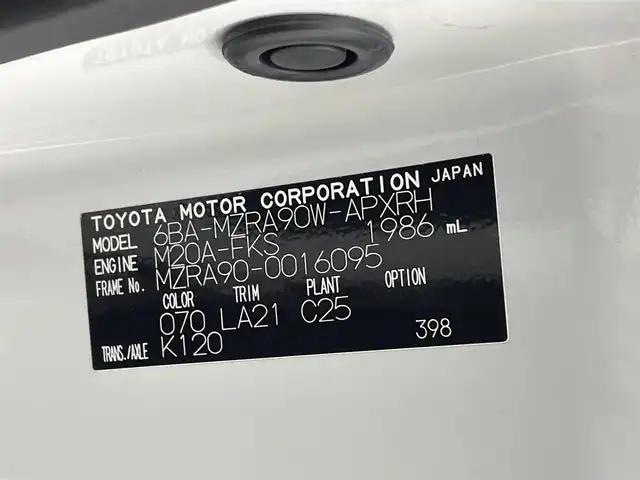 TOYOTA MOTOR CORPORATION JAPAN
MODEL 6BA-MZRA90W-APXRH
ENGINE M20A-FKS 1986 mL
FRAME No. MZRA90-0016095
COLOR TRIM PLANT OPTION
070 LA21 C25
TRANS./AXLE K120 398